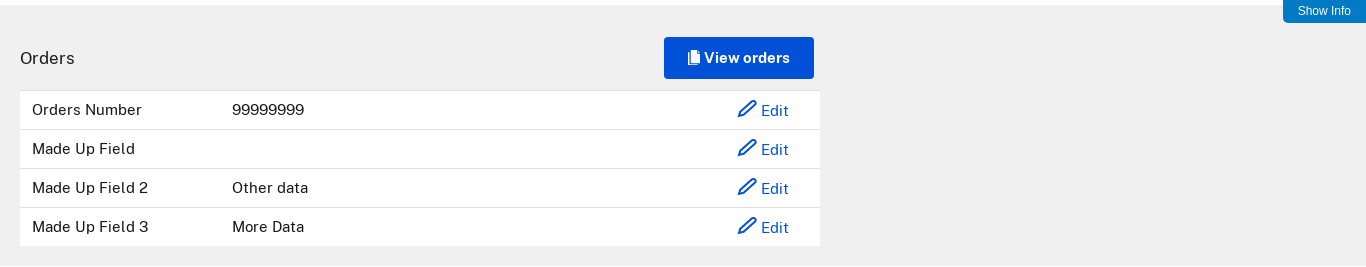 Show Info
Orders
View orders
Orders Number 99999999 Edit
Made Up Field Edit
Made Up Field 2 Other data Edit
Made Up Field 3 More Data Edit